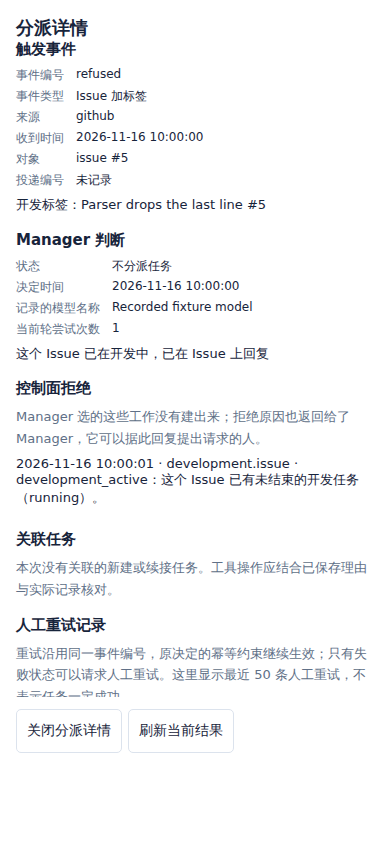 分派详情
触发事件
事件编号 refused
事件类型 Issue 加标签
来源 github
收到时间 2026-11-16 10:00:00
对象 issue #5
投递编号 未记录
开发标签：Parser drops the last line #5
Manager 判断
状态 不分派任务
决定时间 2026-11-16 10:00:00
记录的模型名称 Recorded fixture model
当前轮尝试次数 1
这个 Issue 已在开发中，已在 Issue 上回复
控制面拒绝
Manager 选的这些工作没有建出来；拒绝原因也返回给了
Manager，它可以据此回复提出请求的人。
2026-11-16 10:00:01 · development.issue ·
development_active：这个 Issue 已有未结束的开发任务
（running）。
关联任务
本次没有关联的新建或续接任务。工具操作应结合已保存理由
与实际记录核对。
人工重试记录
重试沿用同一事件编号，原决定的幂等约束继续生效；只有失
败状态可以请求人工重试。这里显示最近 50 条人工重试，不
表示任务一定成功
关闭分派详情 刷新当前结果